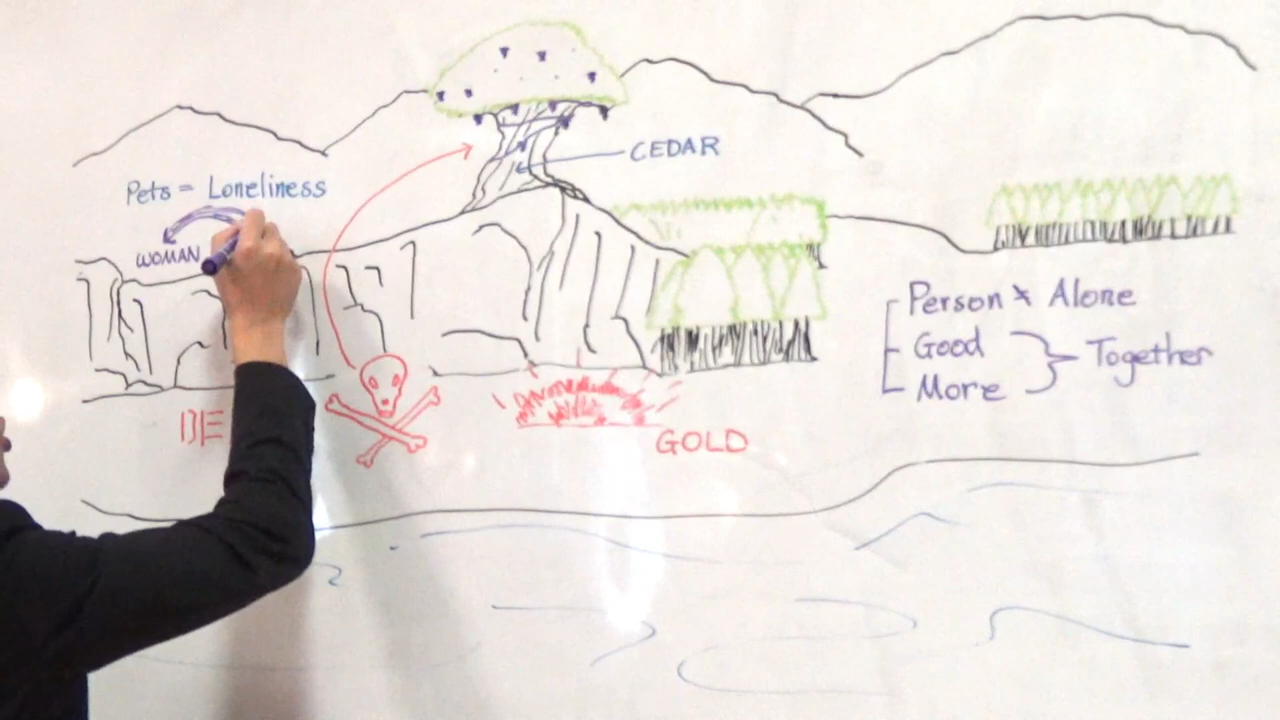 CEDAR
Pets = Loneliness
WOMAN
Person × Alone
Good
More
Together
GOLD